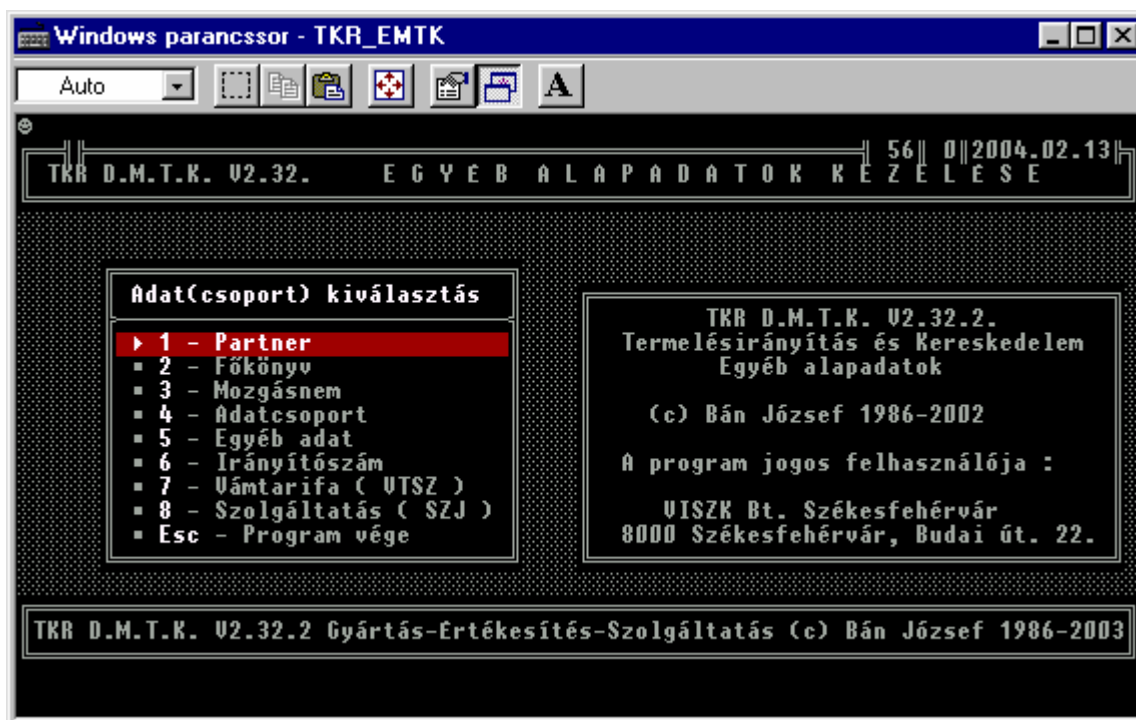 Windows parancssor - TKR_EMTK
Auto
A
56 0 2004.02.13
TKR D.M.T.K. V2.32. EGYÉB ALAPADATOK KEZELÉSE
Adat(csoport) kiválasztás
1 - Partner
2 - Főkönyv
3 - Mozgásnem
4 - Adatcsoport
5 - Egyéb adat
6 - Irányítószám
7 - Vámtarifa ( VTSZ )
8 - Szolgáltatás ( SZJ )
Esc - Program vége
TKR D.M.T.K. V2.32.2.
Termelésirányítás és Kereskedelem
Egyéb alapadatok
(c) Bán József 1986-2002
A program jogos felhasználója :
VISZK Bt. Székesfehérvár
8000 Székesfehérvár, Budai út. 22.
TKR D.M.T.K. V2.32.2 Gyártás-Értékesítés-Szolgáltatás (c) Bán József 1986-2003